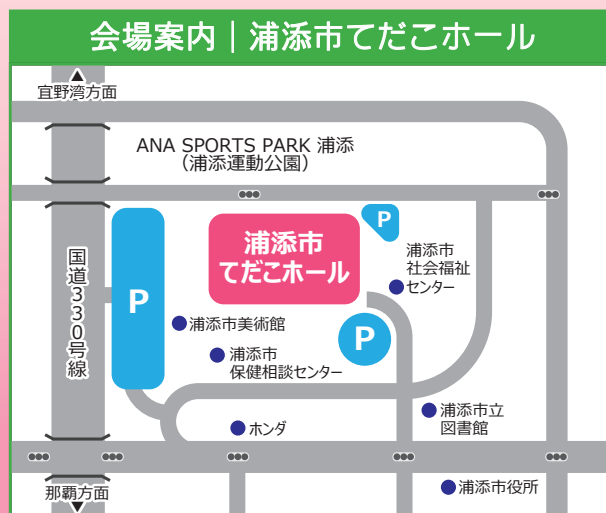 会場案内｜浦添市てだこホール
▲
宜野湾方面
ANA SPORTS PARK 浦添
（浦添運動公園）
P
浦添市
てだこホール
浦添市
社会福祉
センター
国道330号線
P
浦添市美術館
P
浦添市
保健相談センター
浦添市立
図書館
ホンダ
浦添市役所
那覇方面
▼